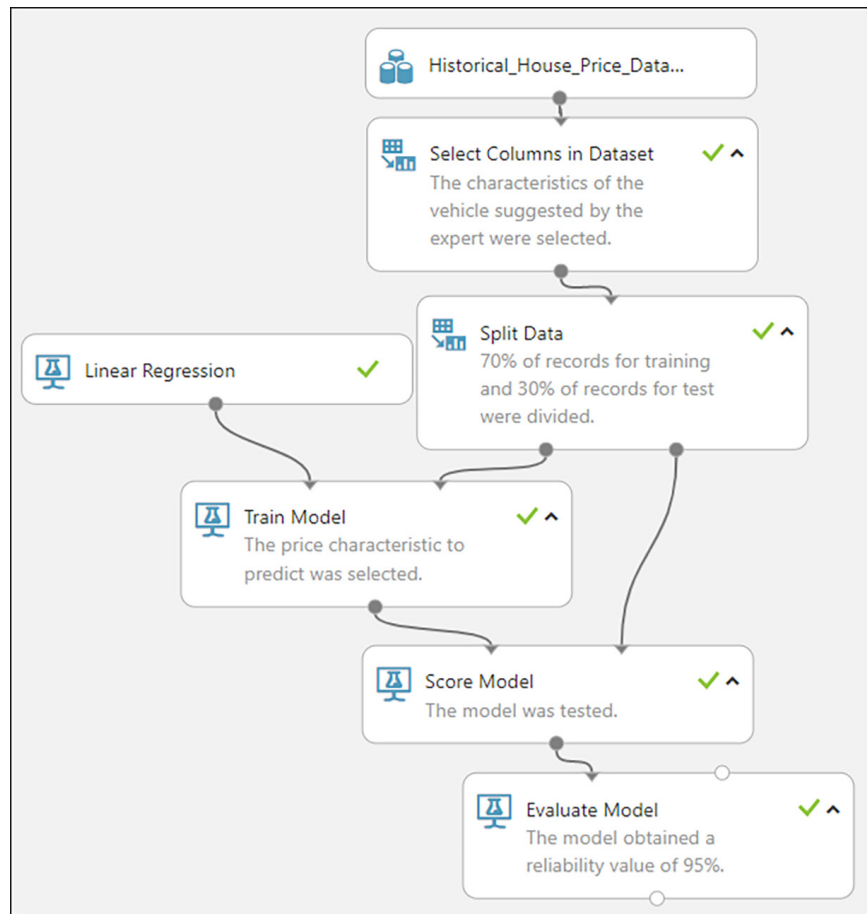 Historical_House_Price_Data...
Select Columns in Dataset
The characteristics of the
vehicle suggested by the
expert were selected.
Split Data
70% of records for training
and 30% of records for test
were divided.
Linear Regression
Train Model
The price characteristic to
predict was selected.
Score Model
The model was tested.
Evaluate Model
The model obtained a
reliability value of 95%.